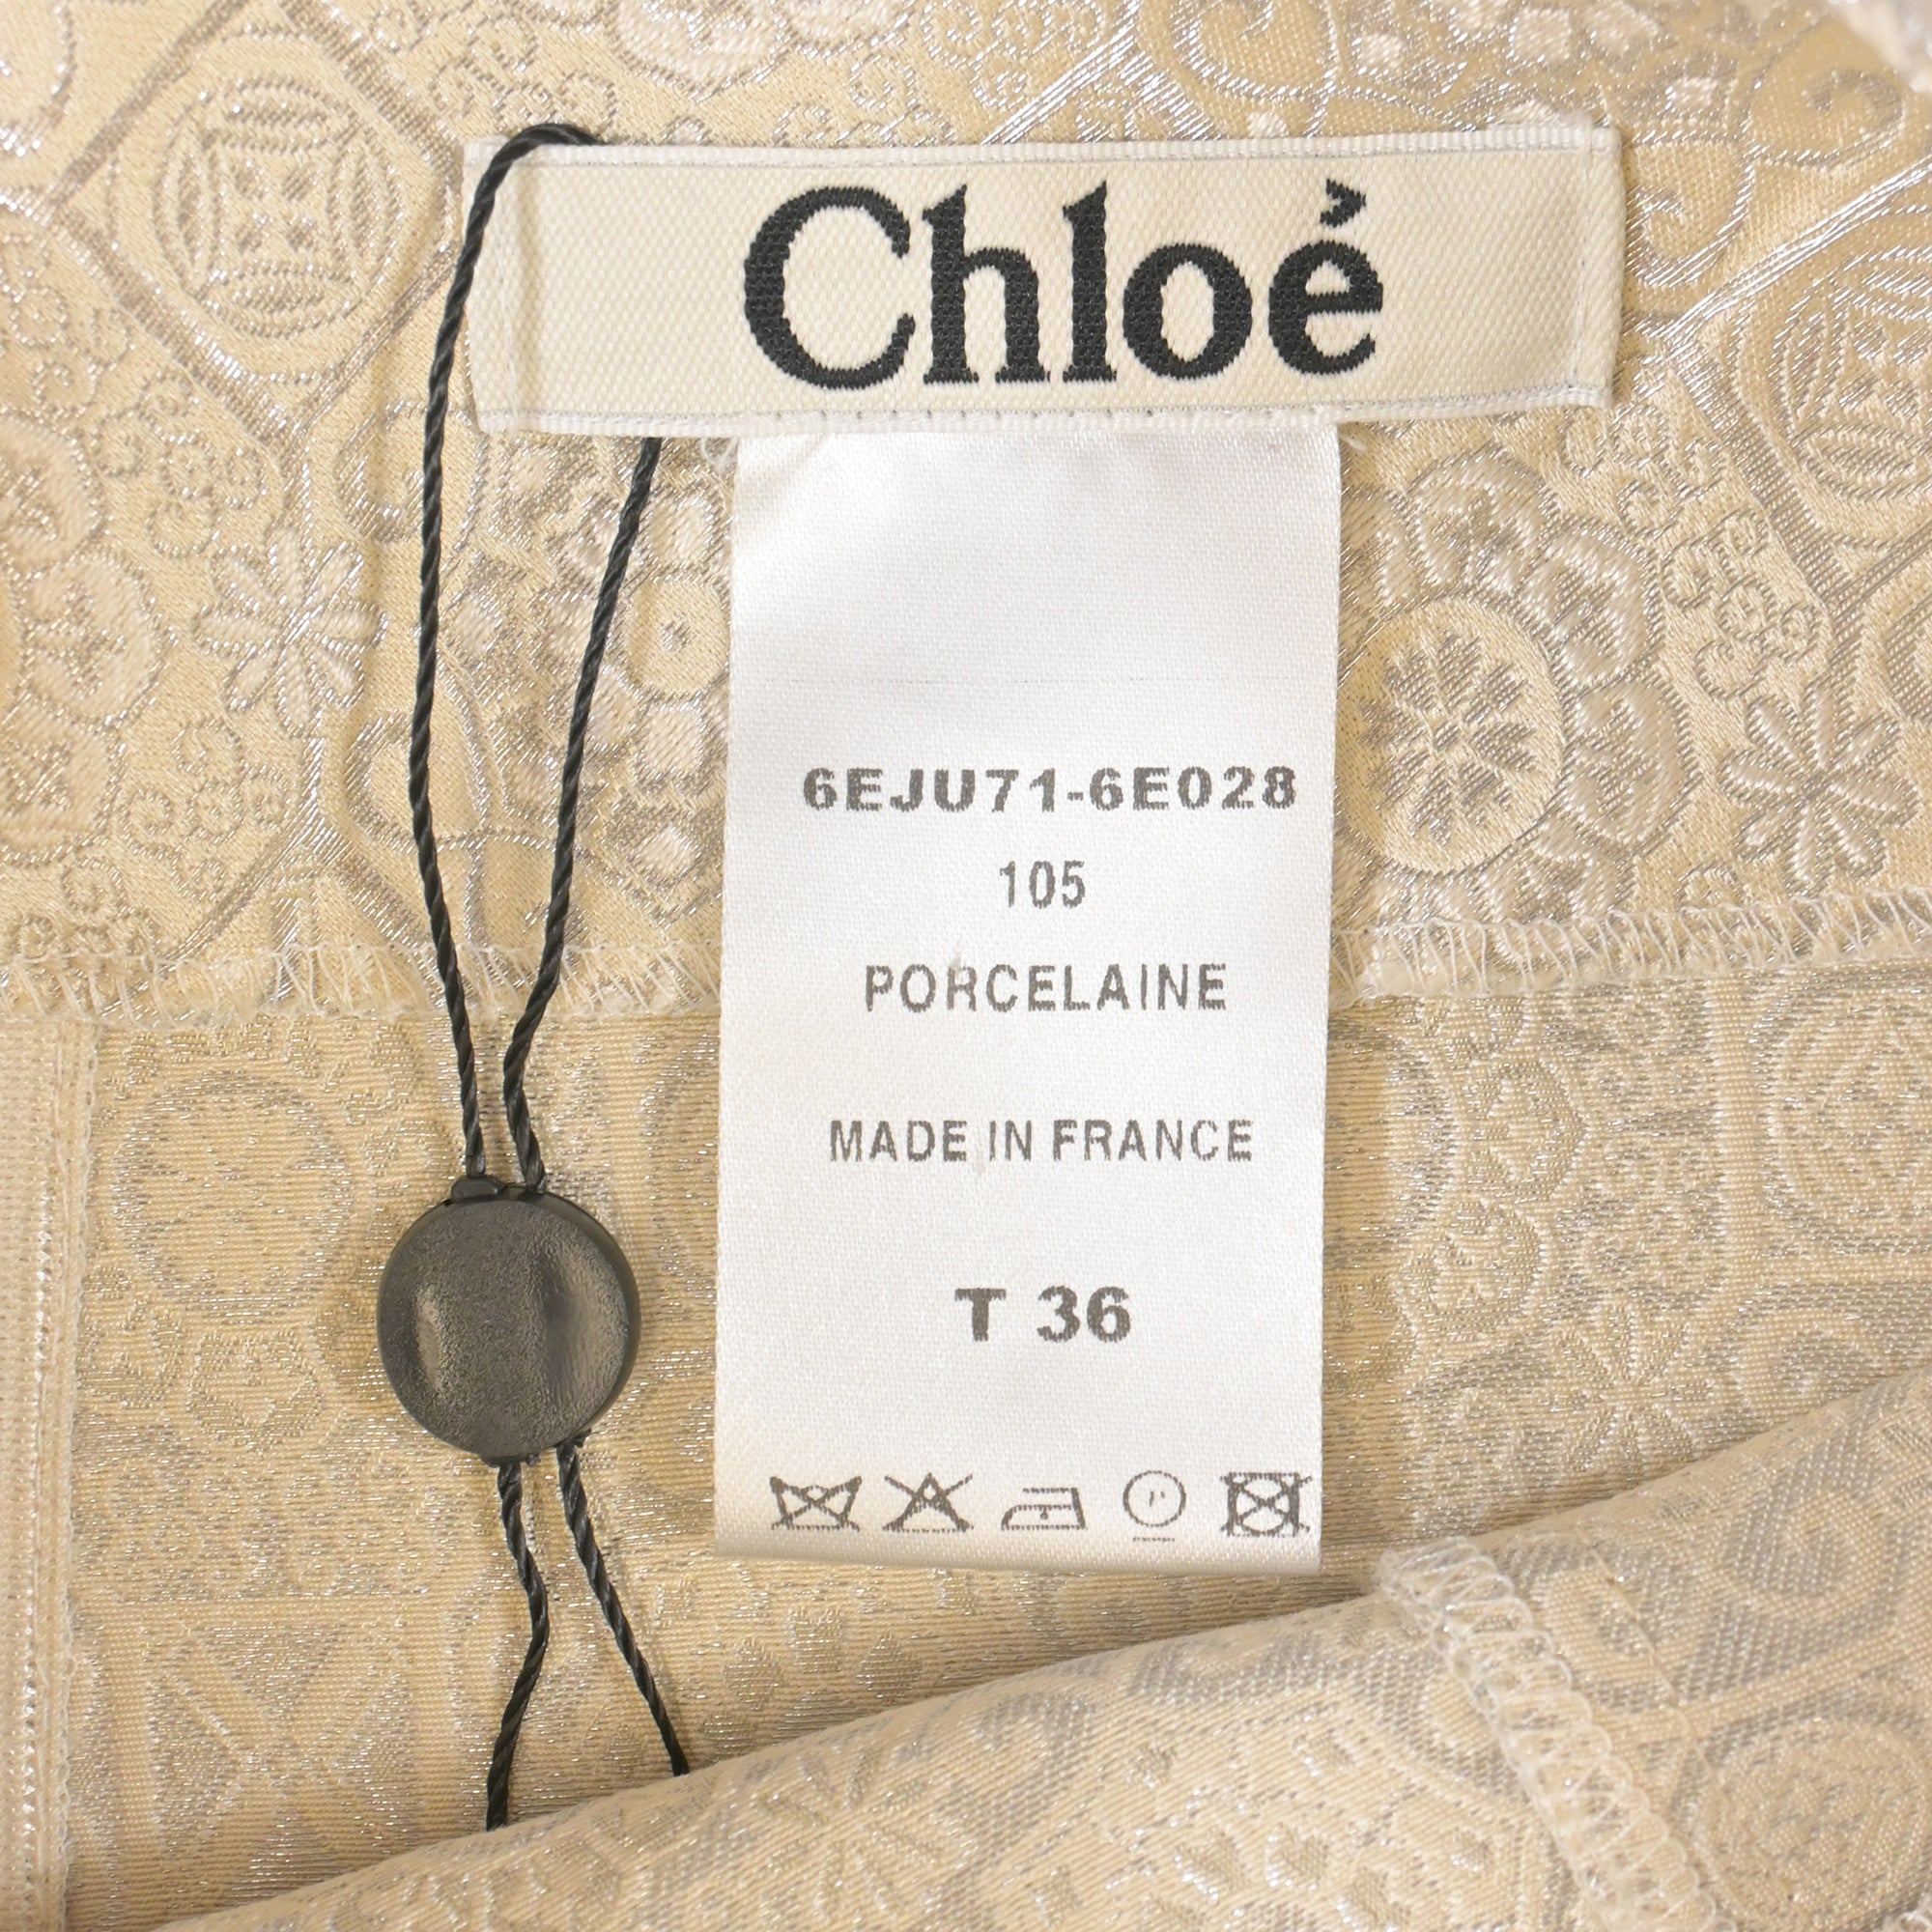 Chloé
6EJU71-6E028
105
PORCELAINE
MADE IN FRANCE
T 36